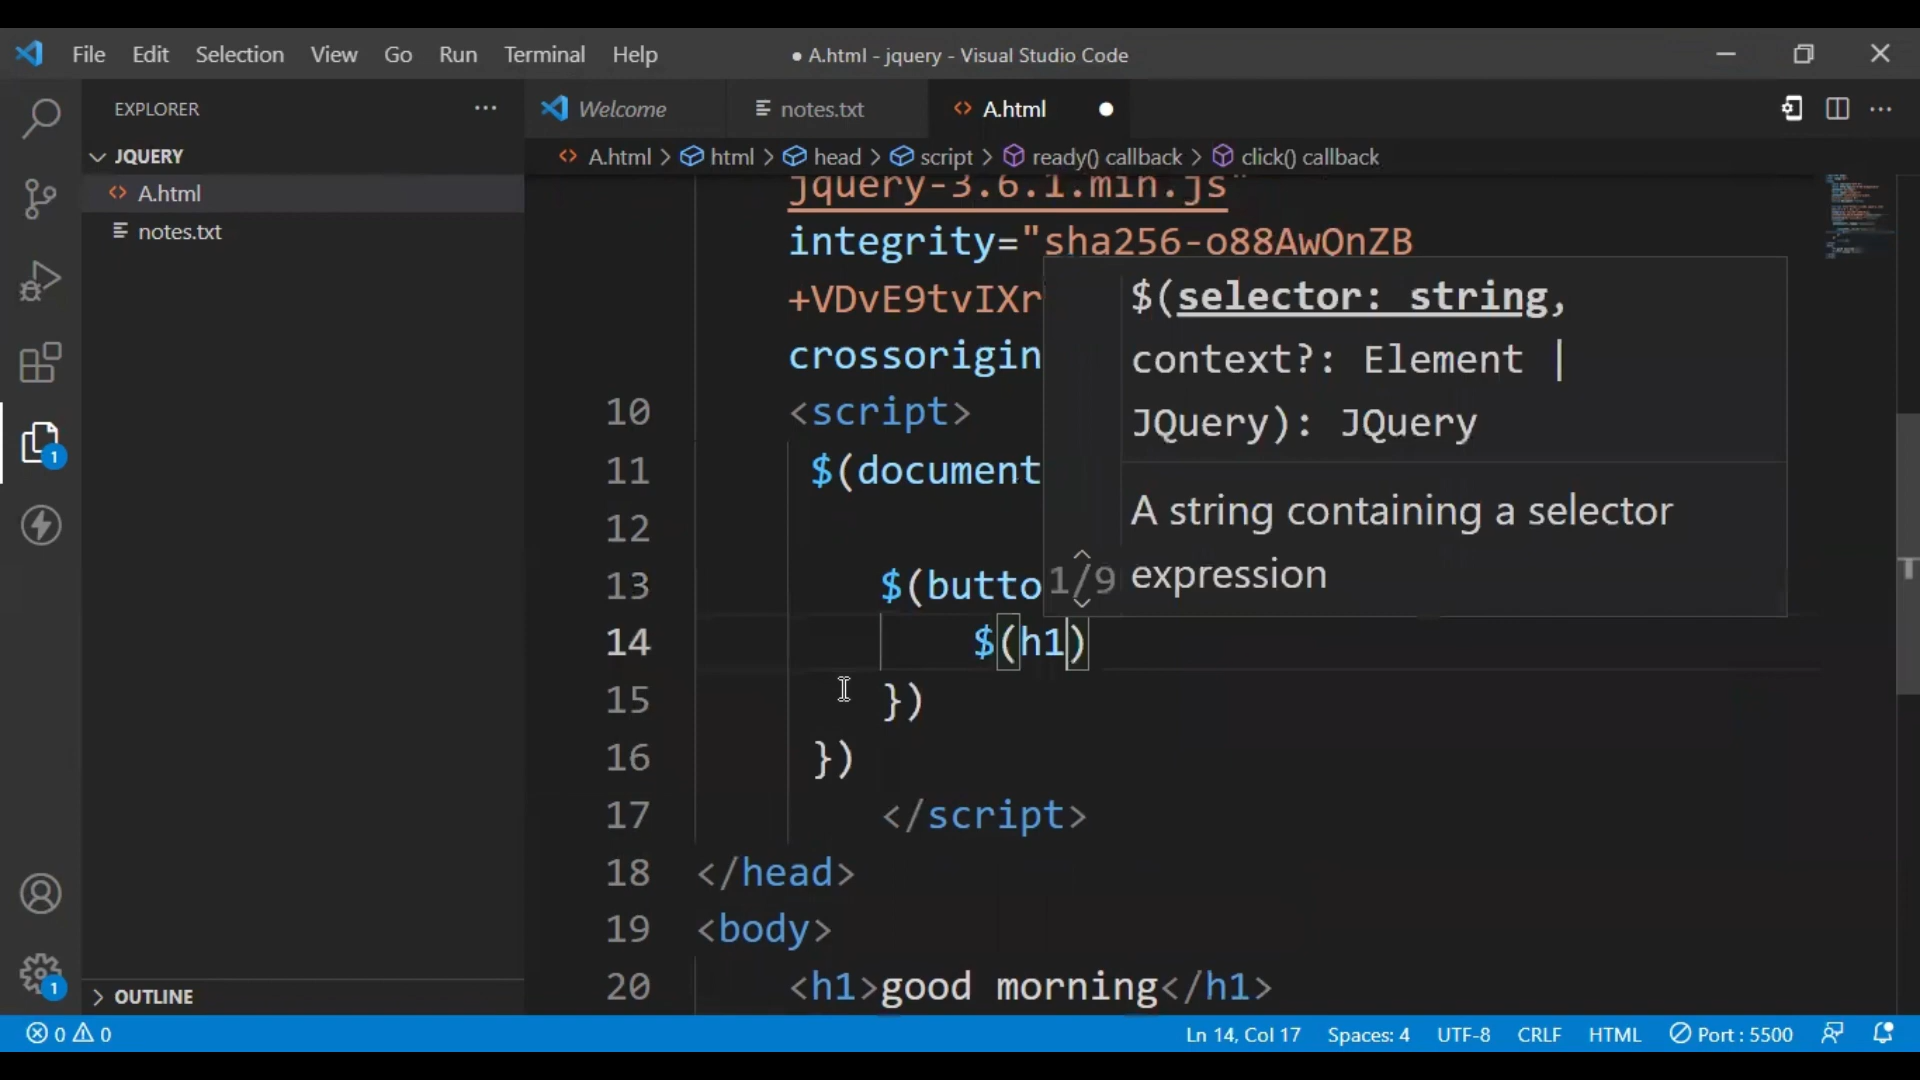 File Edit Selection View Go Run Terminal Help
● A.html - jquery - Visual Studio Code
EXPLORER
JQUERY
A.html
notes.txt
OUTLINE
Welcome notes.txt A.html
A.html > html > head > script > ready() callback > click() callback
jquery-3.6.1.min.js"
integrity="sha256-o88AwQnZB
+VDvE9tvIXr
crossorigin
10 <script>
11 $(document
12
13 $(butto
14 $(h1)
15 })
16 })
17 </script>
18 </head>
19 <body>
20 <h1>good morning</h1>
$(selector: string,
context?: Element |
JQuery): JQuery
A string containing a selector
1/9 expression
1
1
0 0 Ln 14, Col 17 Spaces: 4 UTF-8 CRLF HTML Port : 5500